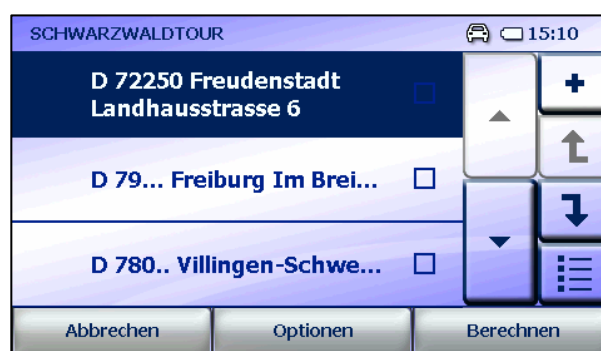 SCHWARZWALDTOUR 15:10
D 72250 Freudenstadt
Landhausstrasse 6
D 79... Freiburg Im Brei...
D 780.. Villingen-Schwe...
Abbrechen Optionen Berechnen